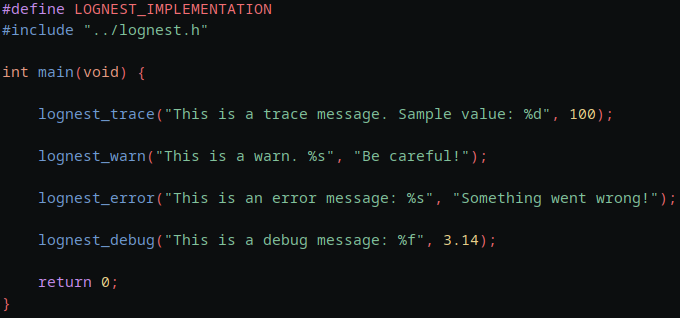 #define LOGNEST_IMPLEMENTATION
#include "../lognest.h"
int main(void) {
lognest_trace("This is a trace message. Sample value: %d", 100);
lognest_warn("This is a warn. %s", "Be careful!");
lognest_error("This is an error message: %s", "Something went wrong!");
lognest_debug("This is a debug message: %f", 3.14);
return 0;
}